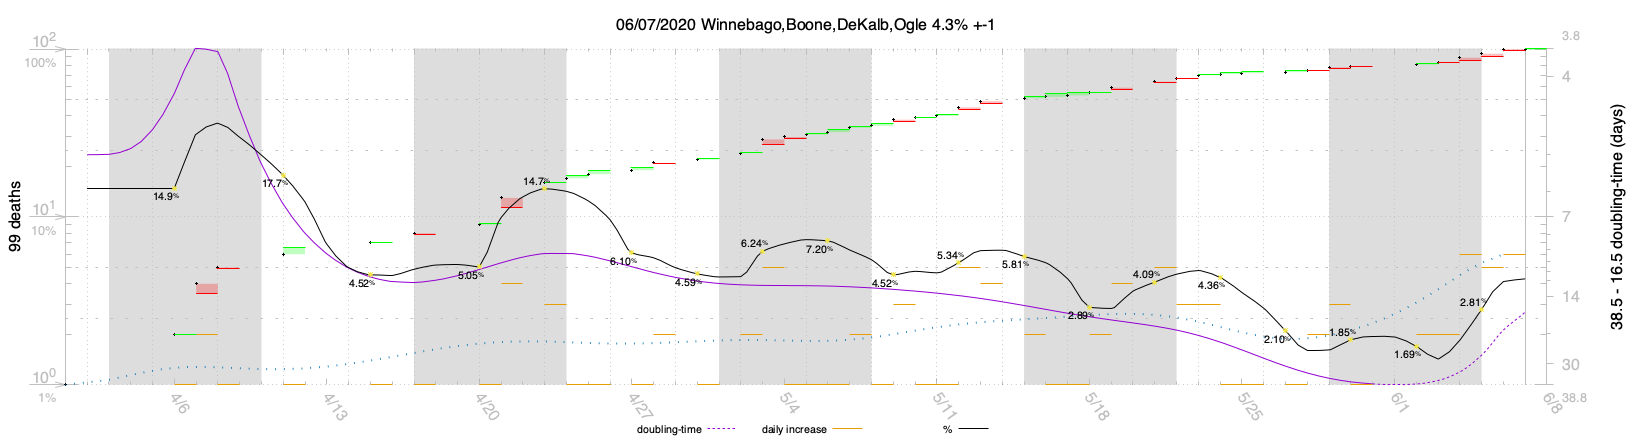 06/07/2020 Winnebago,Boone,DeKalb,Ogle 4.3% +-1
10² 3.8
100% 4
14.9% 17.7% 4.52% 5.05% 14.7% 6.10% 4.59% 6.24% 7.20% 4.52% 5.34% 5.81% 2.89% 4.09% 4.36% 2.10% 1.85% 1.69% 2.81%
10¹ 7
10%
14
30
10⁰
1% 38.8
99 deaths
38.5 - 16.5 doubling-time (days)
4/6 4/13 4/20 4/27 5/4 5/11 5/18 5/25 6/1 6/8
doubling-time daily increase %